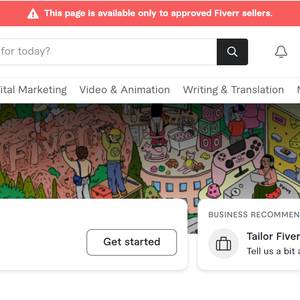 This page is available only to approved Fiverr sellers.
for today?
ital Marketing Video & Animation Writing & Translation
Fiverr
BUSINESS RECOMMEN
Get started
Tailor Fiver
Tell us a bit a